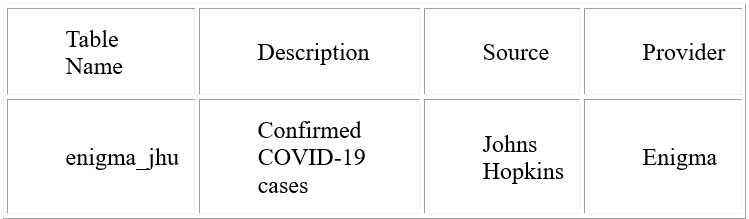 Table
Name
Description
Source
Provider
enigma_jhu
Confirmed
COVID-19
cases
Johns
Hopkins
Enigma